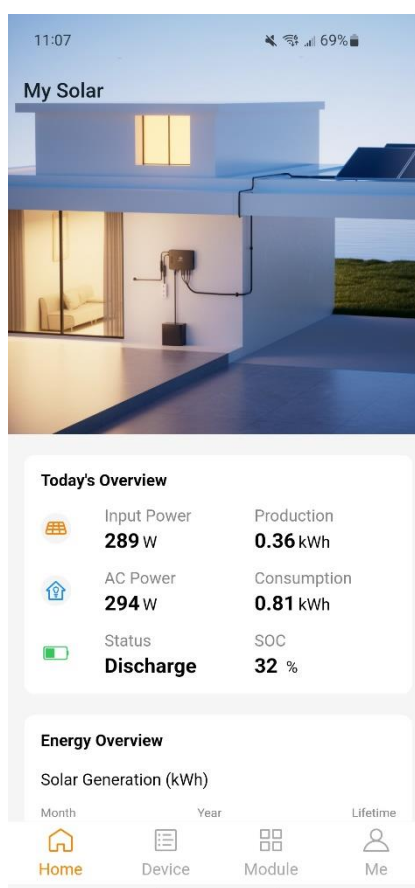 11:07 69%
My Solar
Today's Overview
Input Power Production
289 W 0.36 kWh
AC Power Consumption
294 W 0.81 kWh
Status SOC
Discharge 32 %
Energy Overview
Solar Generation (kWh)
Month Year Lifetime
Home Device Module Me